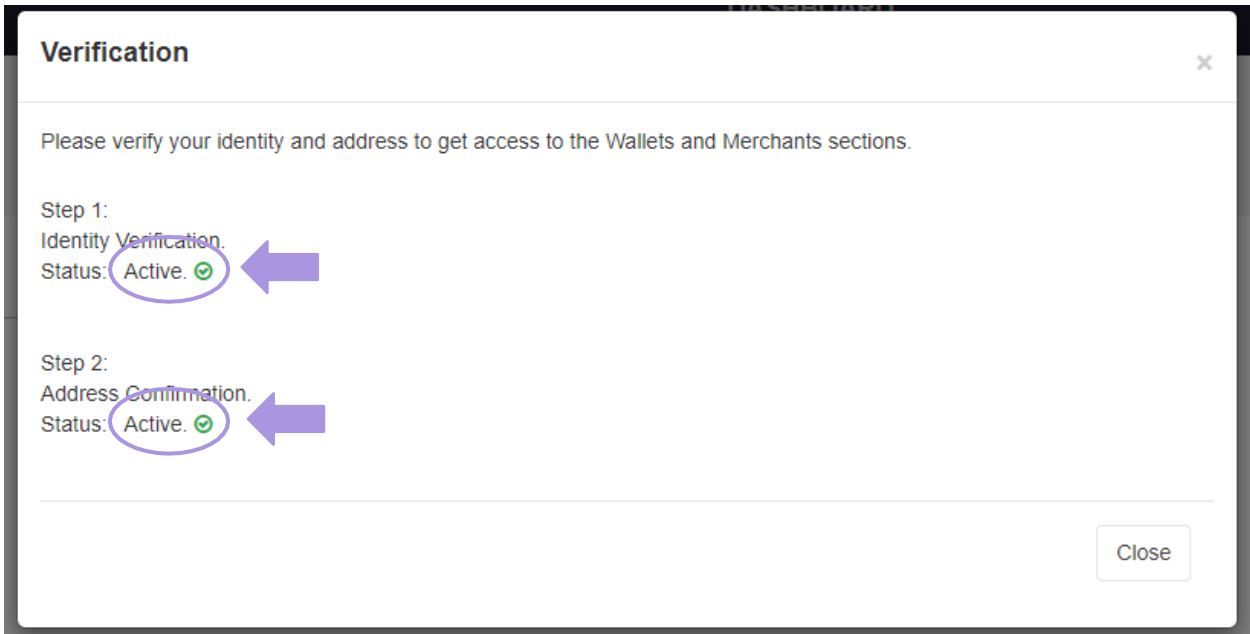 DASHBOARD
Verification
×
Please verify your identity and address to get access to the Wallets and Merchants sections.
Step 1:
Identity Verification.
Status: Active.
Step 2:
Address Confirmation.
Status: Active.
Close